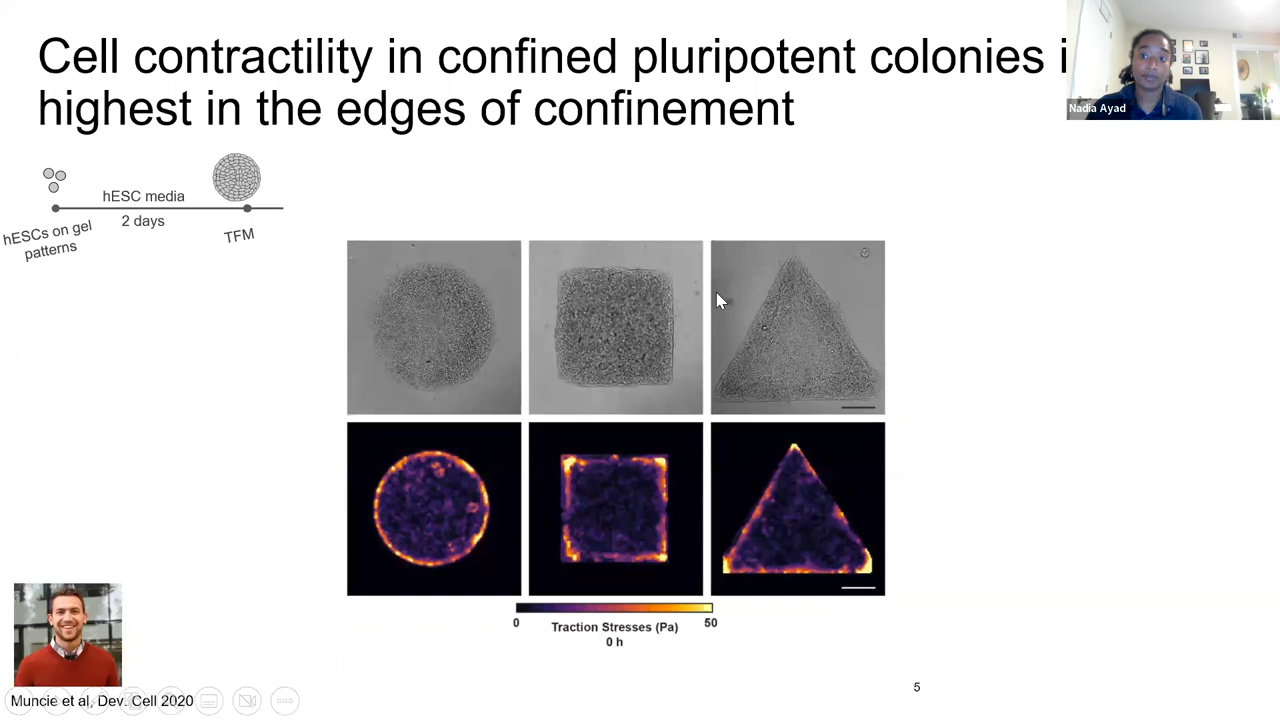 Cell contractility in confined pluripotent colonies i
highest in the edges of confinement
Nadia Ayad
hESC media
2 days
hESCs on gel
patterns
TFM
0
50
Traction Stresses (Pa)
0 h
Muncie et al, Dev. Cell 2020
5